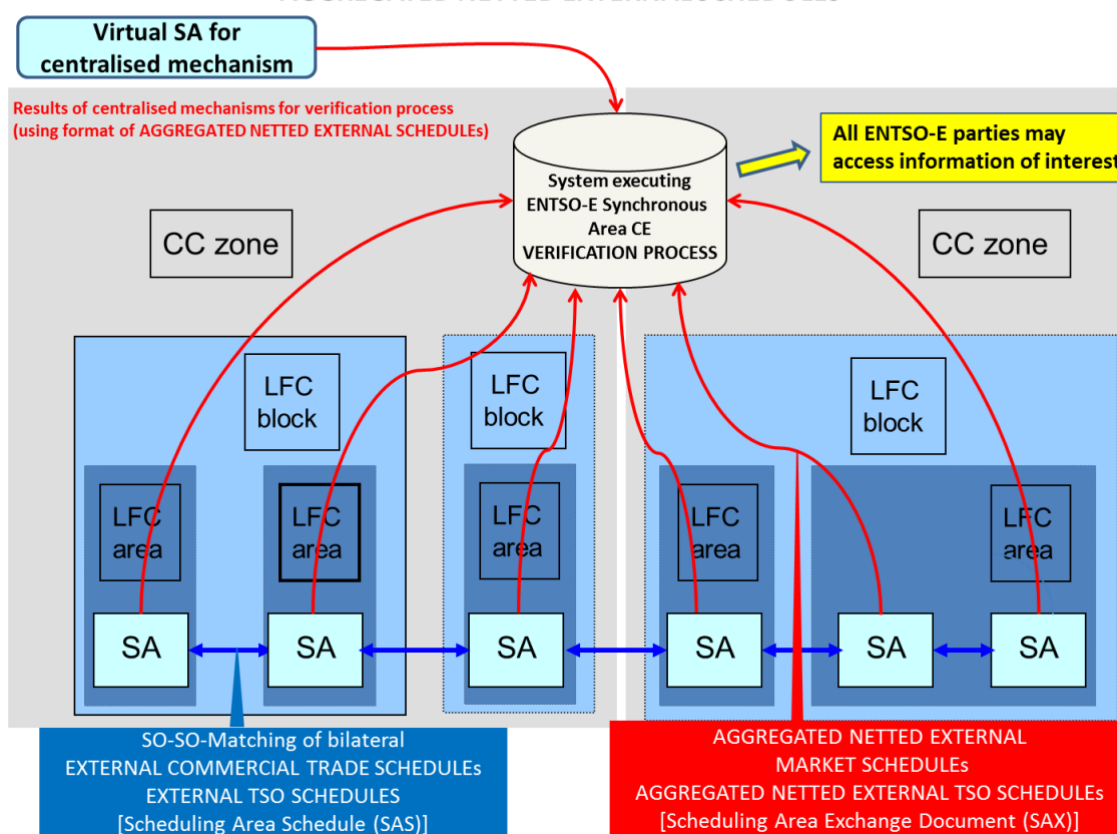 Virtual SA for
centralised mechanism
Results of centralised mechanisms for verification process
(using format of AGGREGATED NETTED EXTERNAL SCHEDULEs)
All ENTSO-E parties may
access information of interest
System executing
ENTSO-E Synchronous
Area CE
VERIFICATION PROCESS
CC zone
CC zone
LFC
block
LFC
block
LFC
block
LFC
area
LFC
area
LFC
area
LFC
area
LFC
area
SA
SA
SA
SA
SA
SA
SO-SO-Matching of bilateral
EXTERNAL COMMERCIAL TRADE SCHEDULEs
EXTERNAL TSO SCHEDULES
[Scheduling Area Schedule (SAS)]
AGGREGATED NETTED EXTERNAL
MARKET SCHEDULEs
AGGREGATED NETTED EXTERNAL TSO SCHEDULEs
[Scheduling Area Exchange Document (SAX)]